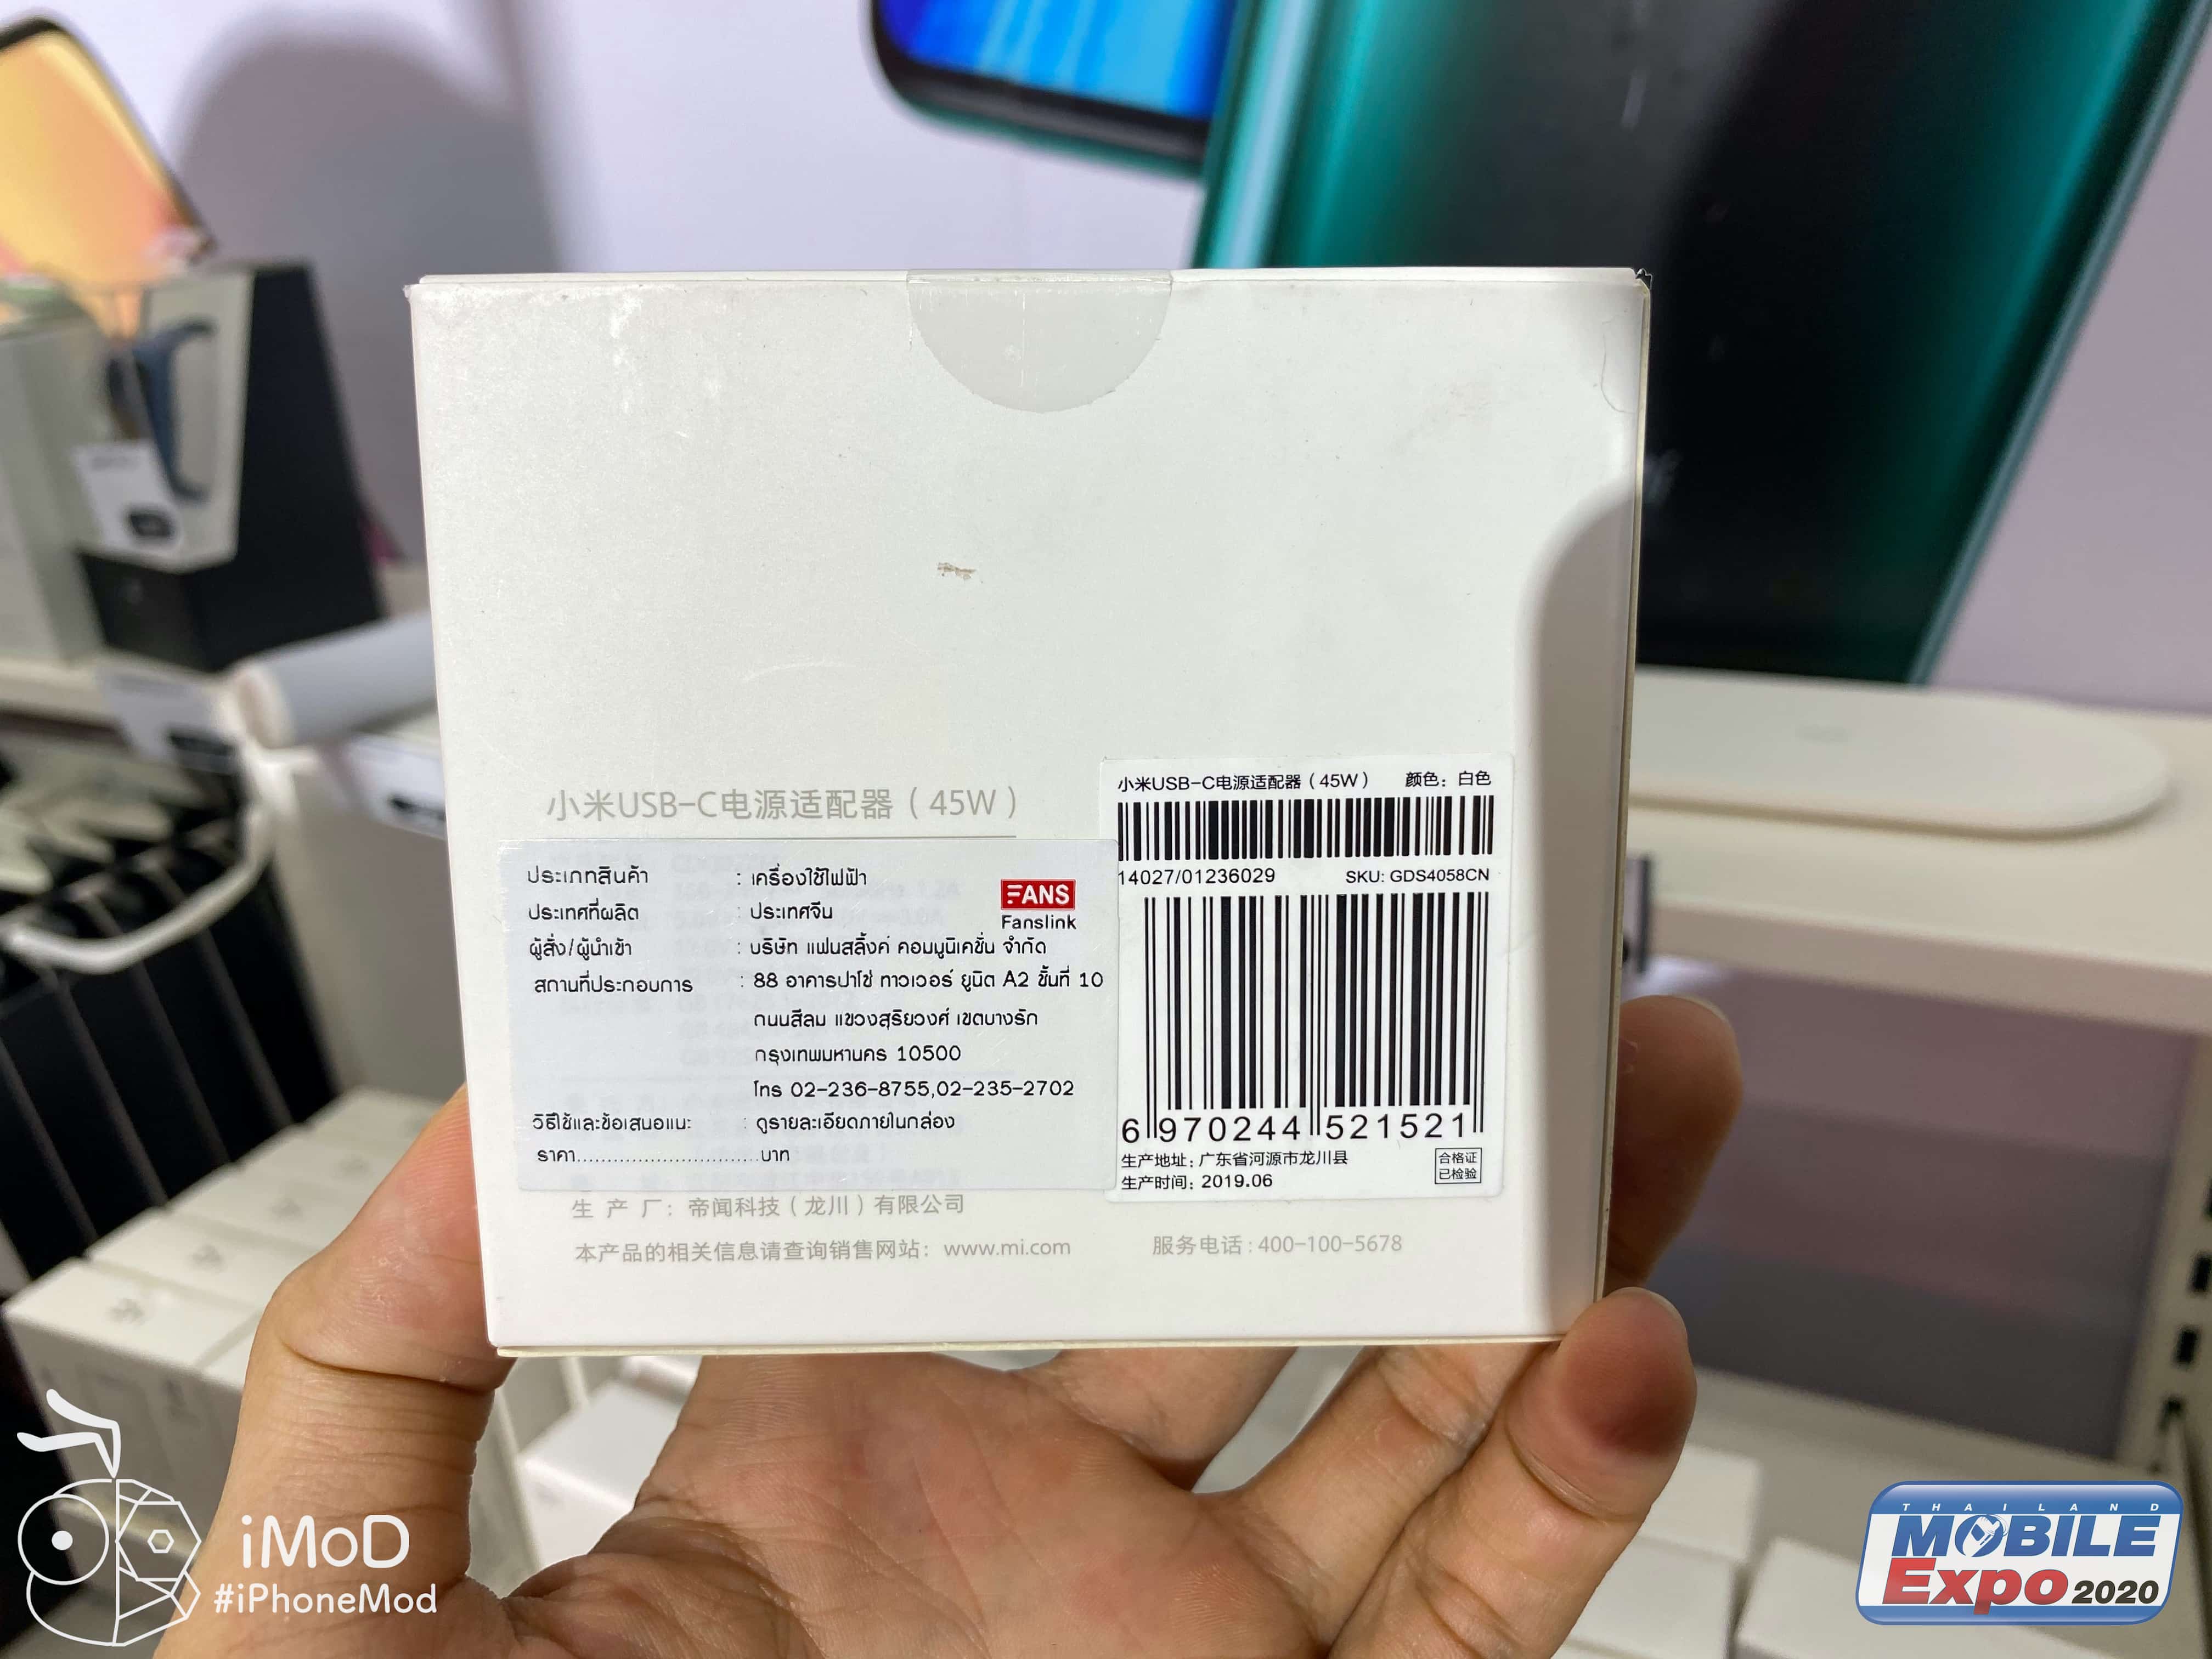 小米USB-C电源适配器（45W）
ประเภทสินค้า : เครื่องใช้ไฟฟ้า
ประเทศที่ผลิต : ประเทศจีน
ผู้สั่ง/ผู้นำเข้า : บริษัท แฟนสลิ้งค์ คอมมูนิเคชั่น จำกัด
สถานที่ประกอบการ : 88 อาคารปาโซ่ ทาวเวอร์ ยูนิต A2 ชั้นที่ 10
ถนนสีลม แขวงสุริยวงศ์ เขตบางรัก
กรุงเทพมหานคร 10500
โทร 02-236-8755,02-235-2702
วิธีใช้และข้อเสนอแนะ : ดูรายละเอียดภายในกล่อง
ราคา..............................บาท
FANS
Fanslink
小米USB-C电源适配器（45W） 颜色：白色
14027/01236029 SKU: GDS4058CN
6 970244 521521
生产地址：广东省河源市龙川县
生产时间：2019.06
合格证
已检验
生 产 厂：帝闻科技（龙川）有限公司
本产品的相关信息请查询销售网站：www.mi.com 服务电话：400-100-5678
iMoD
#iPhoneMod
THAILAND
MOBILE
Expo 2020